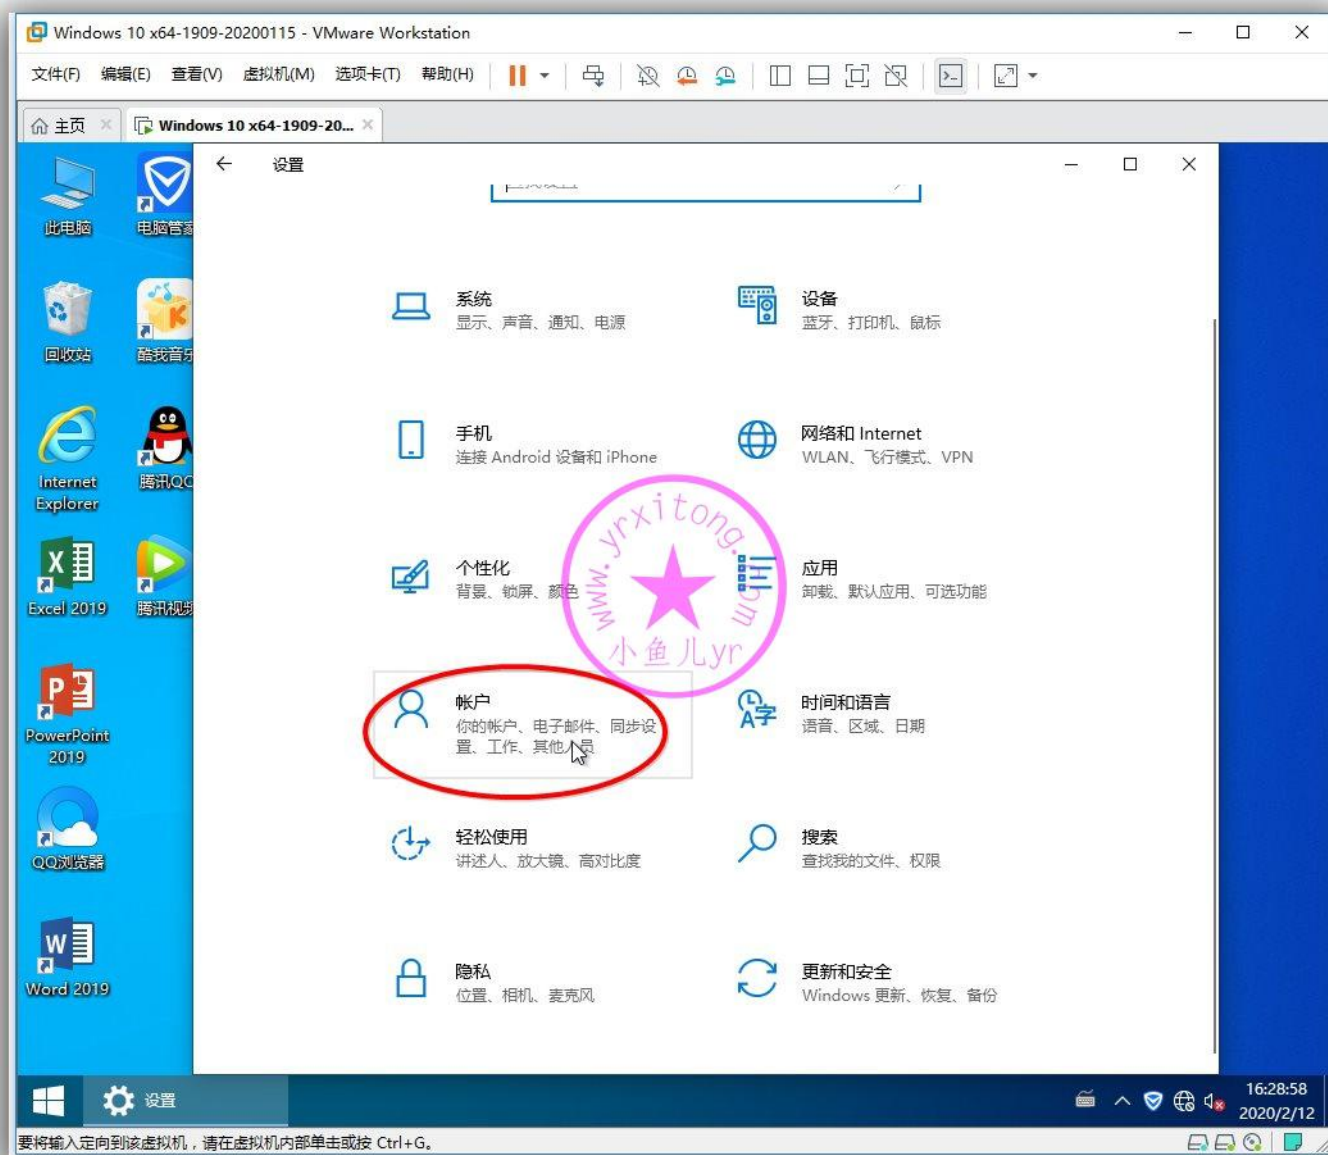 Windows 10 x64-1909-20200115 - VMware Workstation
文件(F) 编辑(E) 查看(V) 虚拟机(M) 选项卡(T) 帮助(H)
主页
Windows 10 x64-1909-20...
此电脑
电脑管家
回收站
酷我音乐
Internet
Explorer
腾讯QQ
Excel 2019
腾讯视频
PowerPoint
2019
QQ浏览器
Word 2019
设置
系统
显示、声音、通知、电源
设备
蓝牙、打印机、鼠标
手机
连接 Android 设备和 iPhone
网络和 Internet
WLAN、飞行模式、VPN
个性化
背景、锁屏、颜色
应用
卸载、默认应用、可选功能
www.yrxitong.com
小鱼儿yr
帐户
你的帐户、电子邮件、同步设
置、工作、其他人员
时间和语言
语音、区域、日期
轻松使用
讲述人、放大镜、高对比度
搜索
查找我的文件、权限
隐私
位置、相机、麦克风
更新和安全
Windows 更新、恢复、备份
设置
16:28:58
2020/2/12
要将输入定向到该虚拟机，请在虚拟机内部单击或按 Ctrl+G。